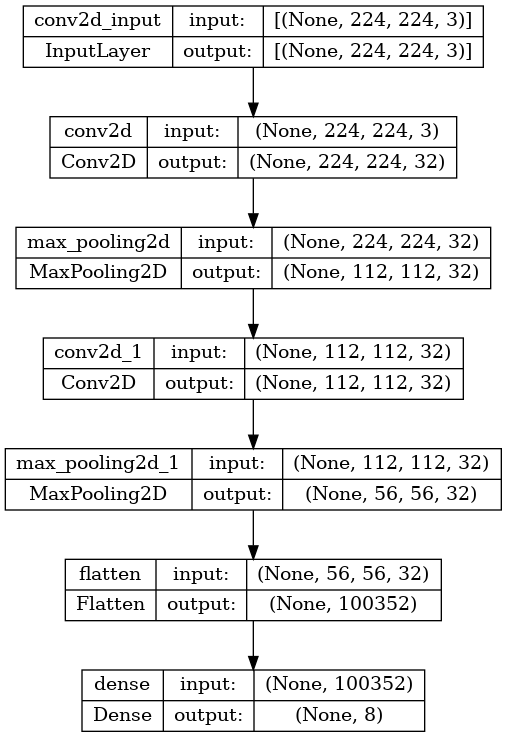 conv2d_input input: [(None, 224, 224, 3)]
InputLayer output: [(None, 224, 224, 3)]
conv2d input: (None, 224, 224, 3)
Conv2D output: (None, 224, 224, 32)
max_pooling2d input: (None, 224, 224, 32)
MaxPooling2D output: (None, 112, 112, 32)
conv2d_1 input: (None, 112, 112, 32)
Conv2D output: (None, 112, 112, 32)
max_pooling2d_1 input: (None, 112, 112, 32)
MaxPooling2D output: (None, 56, 56, 32)
flatten input: (None, 56, 56, 32)
Flatten output: (None, 100352)
dense input: (None, 100352)
Dense output: (None, 8)